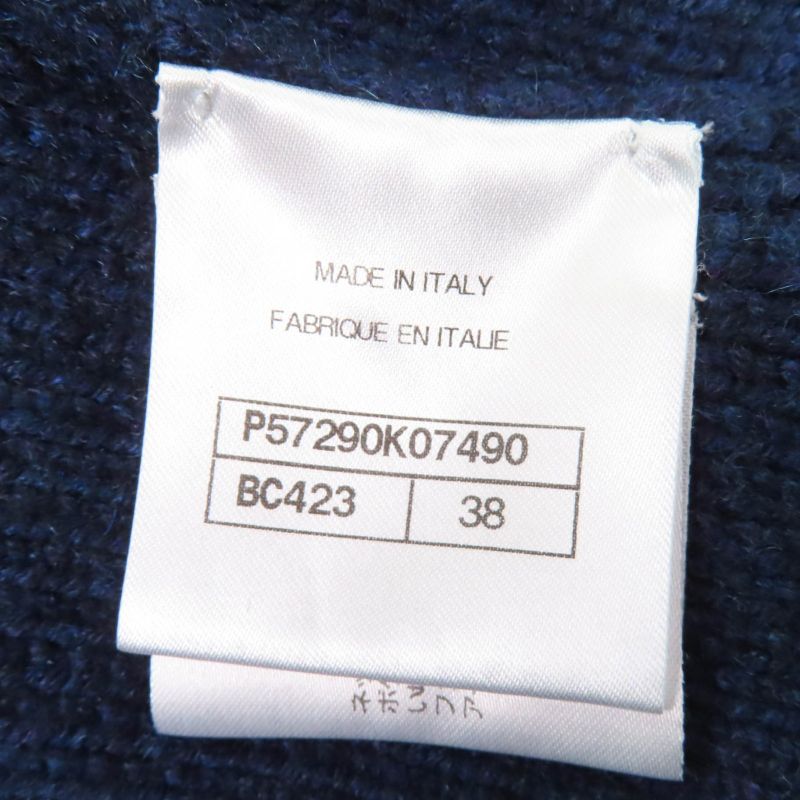 MADE IN ITALY
FABRIQUE EN ITALIE
P57290K07490
BC423 38